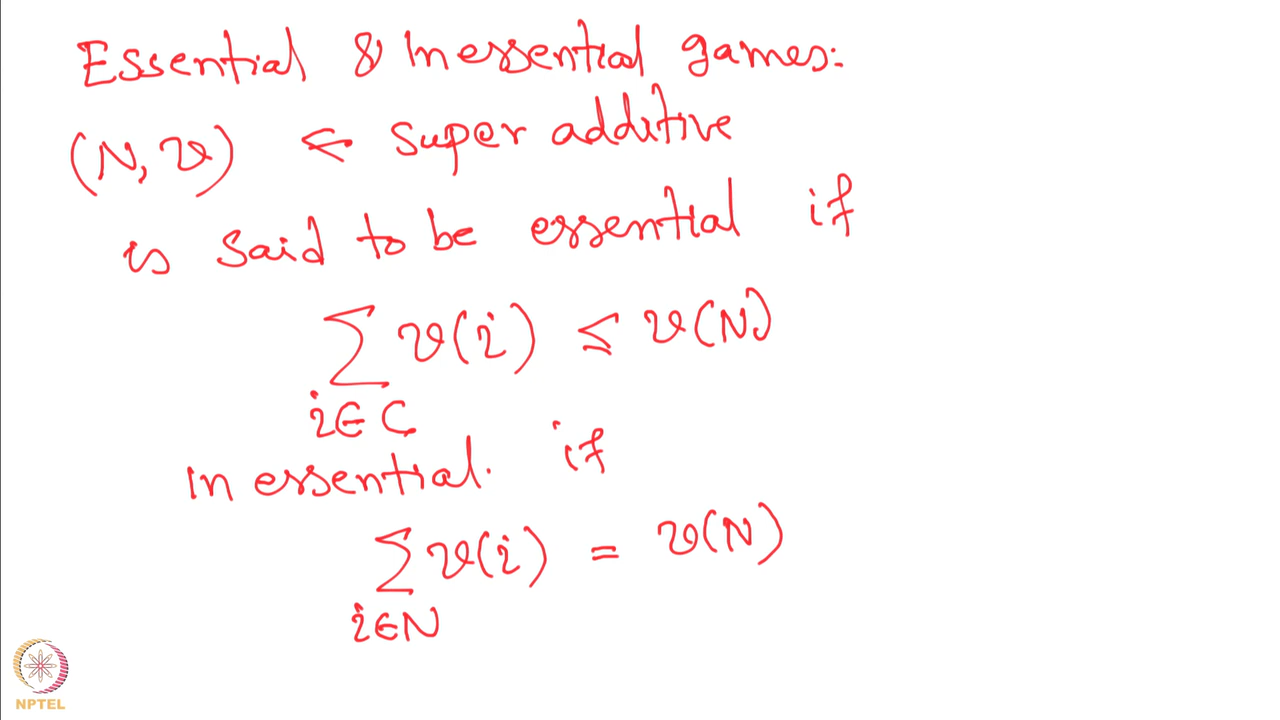 Essential & Inessential games:
(N, v) ← super additive
is said to be essential if
∑ v(i) ≤ v(N)
i∈C
Inessential. if
∑ v(i) = v(N)
i∈N
NPTEL